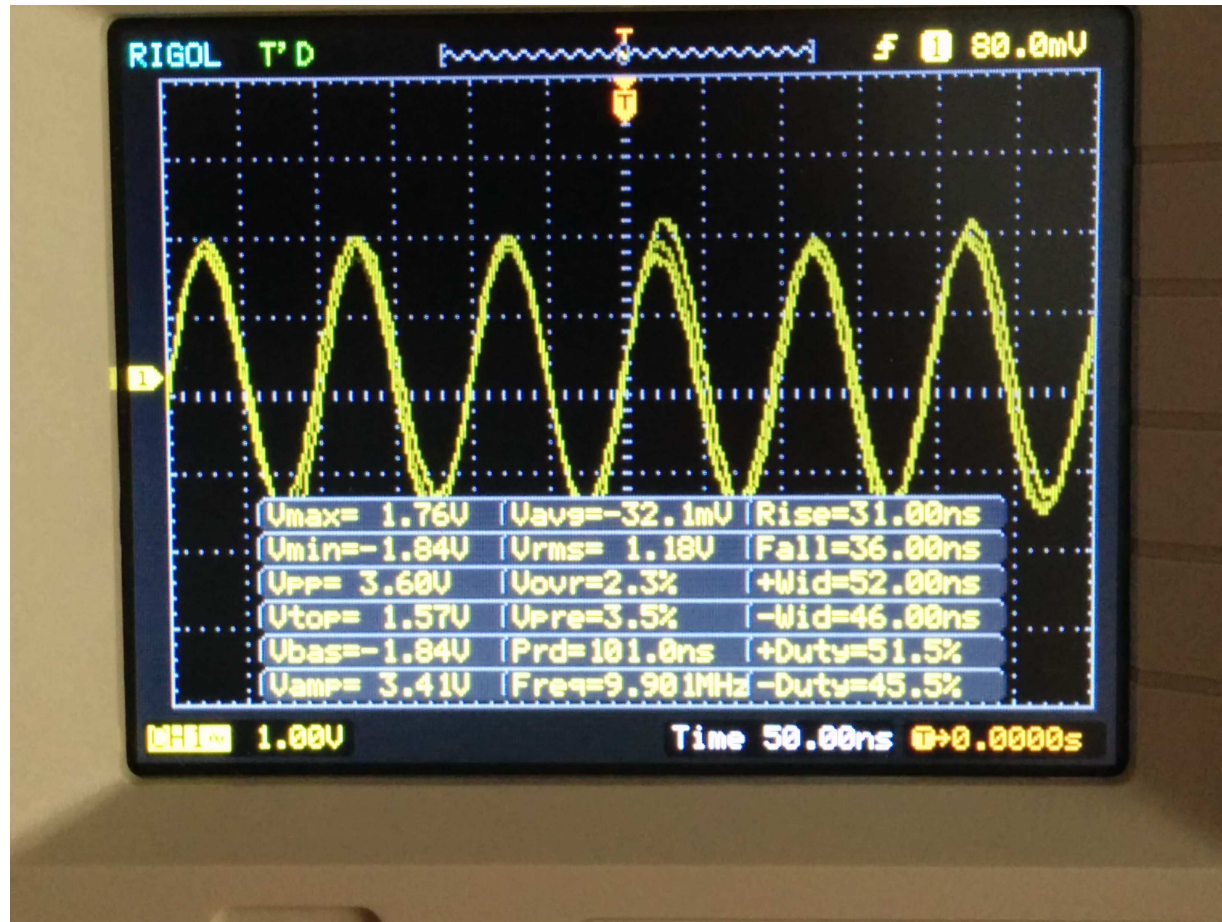 RIGOL T'D T 1 80.0mV
T
1
Vmax= 1.76V Vavg=-32.1mV Rise=31.00ns
Vmin=-1.84V Vrms= 1.18V Fall=36.00ns
Vpp= 3.60V Vovr=2.3% +Wid=52.00ns
Vtop= 1.57V Vpre=3.5% -Wid=46.00ns
Vbas=-1.84V Prd=101.0ns +Duty=51.5%
Vamp= 3.41V Freq=9.901MHz -Duty=45.5%
CH1~ 1.00V Time 50.00ns T→0.0000s